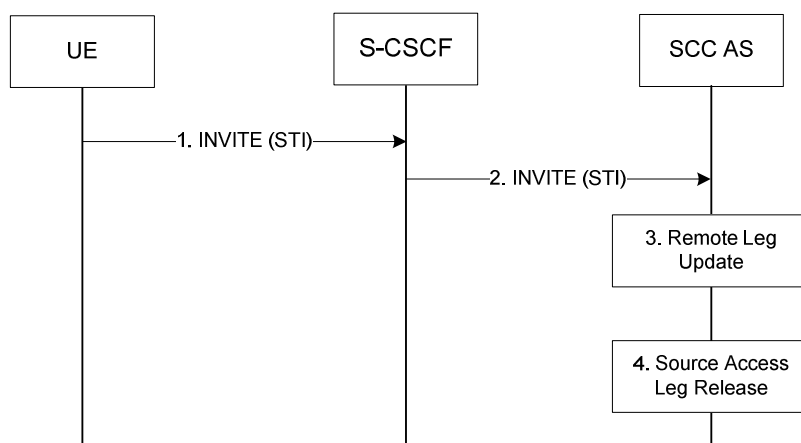 UE
S-CSCF
SCC AS
1. INVITE (STI)
2. INVITE (STI)
3. Remote Leg
Update
4. Source Access
Leg Release